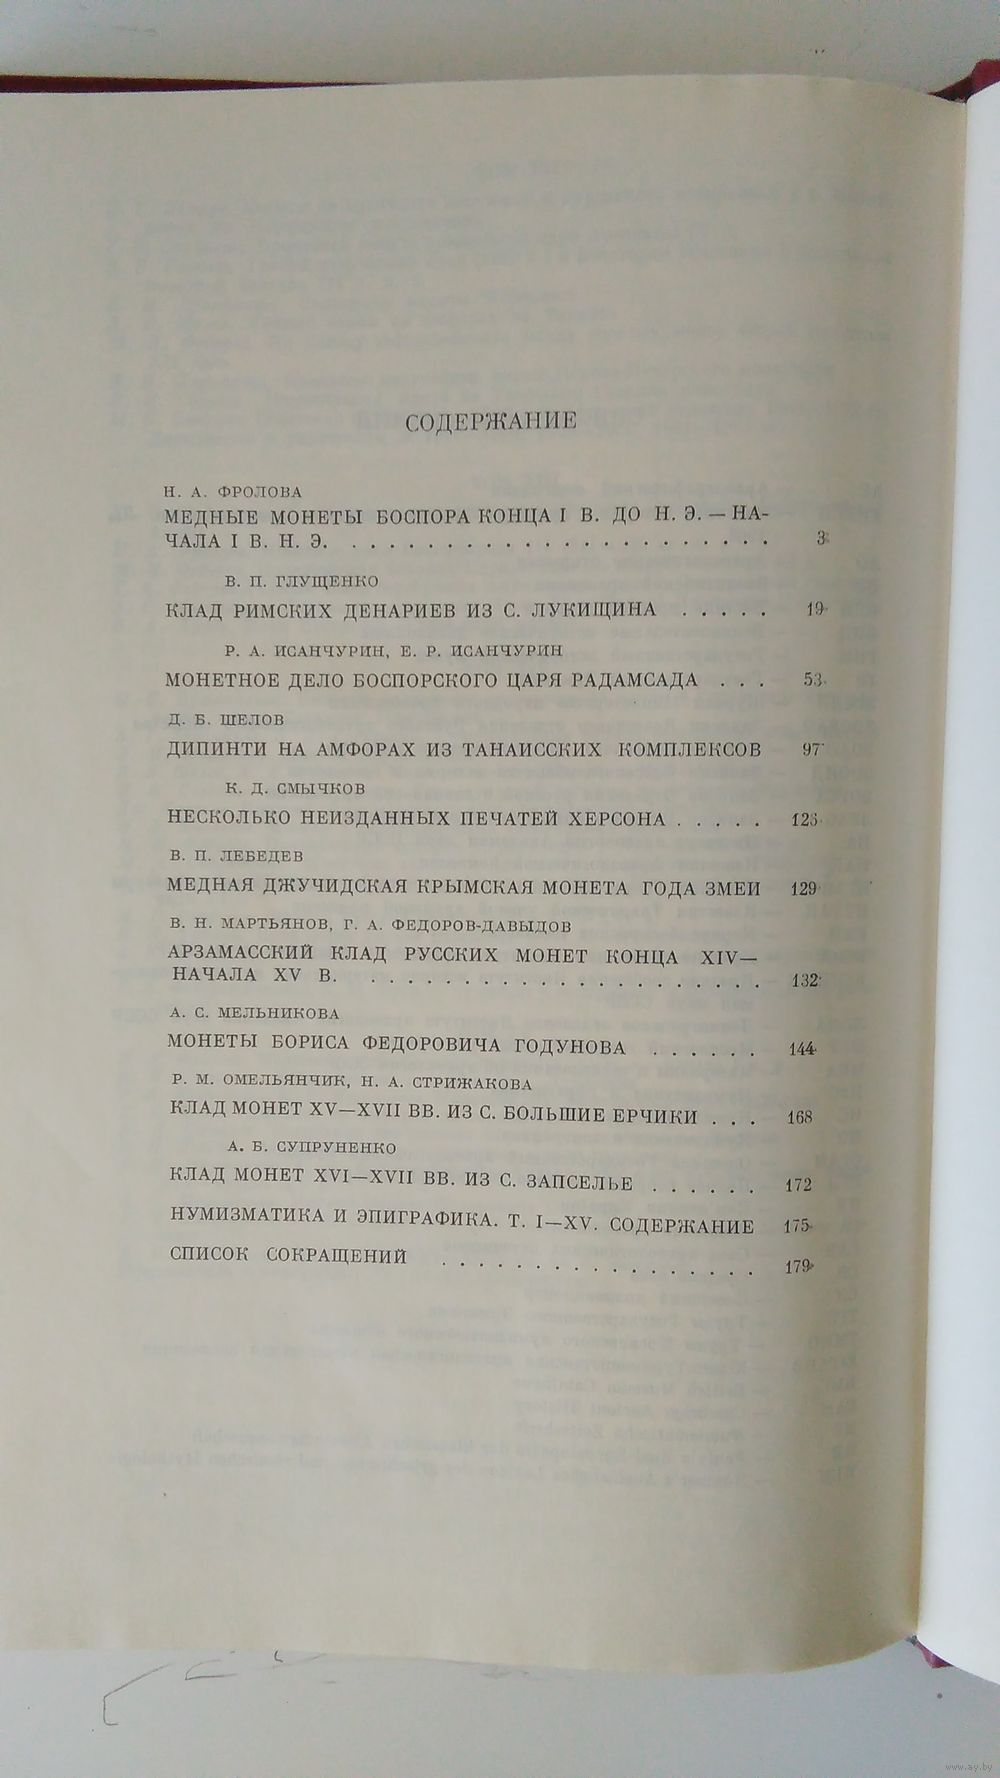 СОДЕРЖАНИЕ
Н. А. ФРОЛОВА
МЕДНЫЕ МОНЕТЫ БОСПОРА КОНЦА I В. ДО Н. Э. — НА-
ЧАЛА I В. Н. Э. . . . . . . . . . . . . . . . . . . . . . . . 3
В. П. ГЛУЩЕНКО
КЛАД РИМСКИХ ДЕНАРИЕВ ИЗ С. ЛУКИЩИНА . . . . . 19
Р. А. ИСАНЧУРИН, Е. Р. ИСАНЧУРИН
МОНЕТНОЕ ДЕЛО БОСПОРСКОГО ЦАРЯ РАДАМСАДА . . . 53
Д. Б. ШЕЛОВ
ДИПИНТИ НА АМФОРАХ ИЗ ТАНАИССКИХ КОМПЛЕКСОВ 97
К. Д. СМЫЧКОВ
НЕСКОЛЬКО НЕИЗДАННЫХ ПЕЧАТЕЙ ХЕРСОНА . . . . .
В. П. ЛЕБЕДЕВ
МЕДНАЯ ДЖУЧИДСКАЯ КРЫМСКАЯ МОНЕТА ГОДА ЗМЕИ 129
В. Н. МАРТЬЯНОВ, Г. А. ФЕДОРОВ-ДАВЫДОВ
АРЗАМАССКИЙ КЛАД РУССКИХ МОНЕТ КОНЦА XIV—
НАЧАЛА XV В. . . . . . . . . . . . . . . . . . . . . . 132
А. С. МЕЛЬНИКОВА
МОНЕТЫ БОРИСА ФЕДОРОВИЧА ГОДУНОВА . . . . . . 144
Р. М. ОМЕЛЬЯНЧИК, Н. А. СТРИЖАКОВА
КЛАД МОНЕТ XV—XVII ВВ. ИЗ С. БОЛЬШИЕ ЕРЧИКИ . . . 168
А. Б. СУПРУНЕНКО
КЛАД МОНЕТ XVI—XVII ВВ. ИЗ С. ЗАПСЕЛЬЕ . . . . . . 172
НУМИЗМАТИКА И ЭПИГРАФИКА. Т. I—XV. СОДЕРЖАНИЕ 175
СПИСОК СОКРАЩЕНИЙ . . . . . . . . . . . . . . . . . 179
www.ay.by